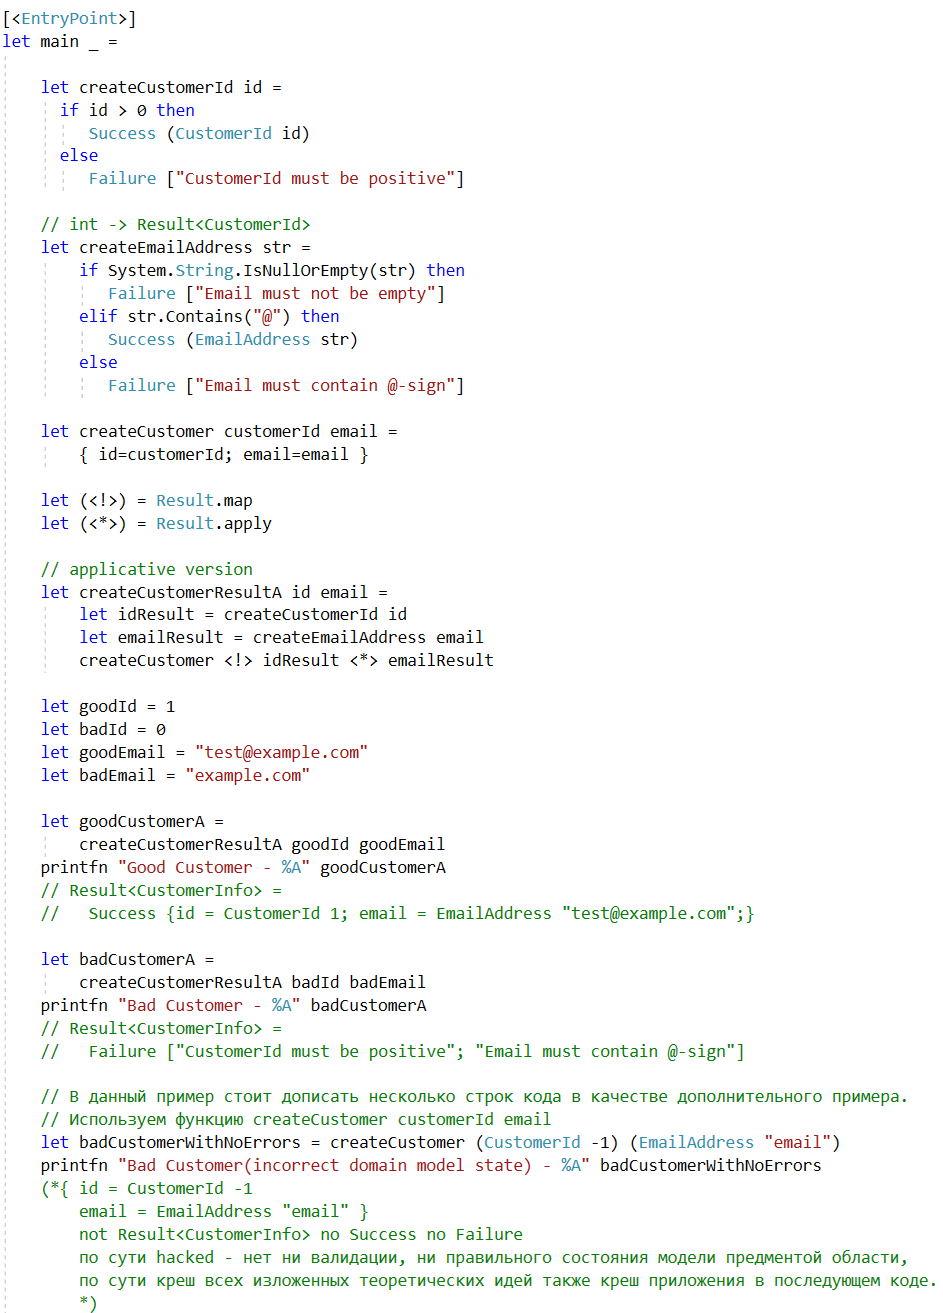 [<EntryPoint>]
let main _ =
let createCustomerId id =
if id > 0 then
Success (CustomerId id)
else
Failure ["CustomerId must be positive"]
// int -> Result<CustomerId>
let createEmailAddress str =
if System.String.IsNullOrEmpty(str) then
Failure ["Email must not be empty"]
elif str.Contains("@") then
Success (EmailAddress str)
else
Failure ["Email must contain @-sign"]
let createCustomer customerId email =
{ id=customerId; email=email }
let (<!>) = Result.map
let (<*>) = Result.apply
// applicative version
let createCustomerResultA id email =
let idResult = createCustomerId id
let emailResult = createEmailAddress email
createCustomer <!> idResult <*> emailResult
let goodId = 1
let badId = 0
let goodEmail = "test@example.com"
let badEmail = "example.com"
let goodCustomerA =
createCustomerResultA goodId goodEmail
printfn "Good Customer - %A" goodCustomerA
// Result<CustomerInfo> =
//   Success {id = CustomerId 1; email = EmailAddress "test@example.com";}
let badCustomerA =
createCustomerResultA badId badEmail
printfn "Bad Customer - %A" badCustomerA
// Result<CustomerInfo> =
//   Failure ["CustomerId must be positive"; "Email must contain @-sign"]
// В данный пример стоит дописать несколько строк кода в качестве дополнительного примера.
// Используем функцию createCustomer customerId email
let badCustomerWithNoErrors = createCustomer (CustomerId -1) (EmailAddress "email")
printfn "Bad Customer(incorrect domain model state) - %A" badCustomerWithNoErrors
(*{ id = CustomerId -1
email = EmailAddress "email" }
not Result<CustomerInfo> no Success no Failure
по сути hacked - нет ни валидации, ни правильного состояния модели предментой области,
по сути креш всех изложенных теоретических идей также креш приложения в последующем коде.
*)